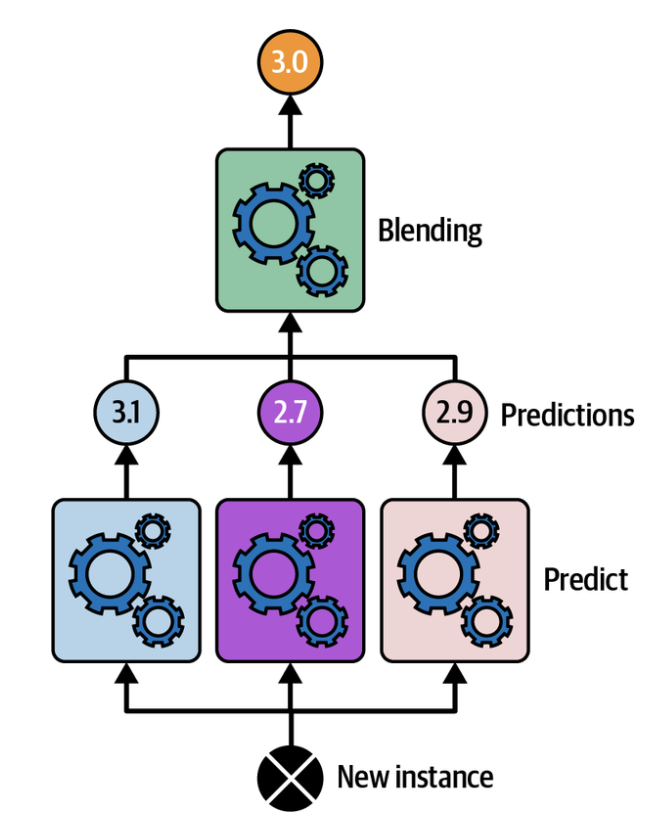 3.0
Blending
3.1
2.7
2.9
Predictions
Predict
New instance